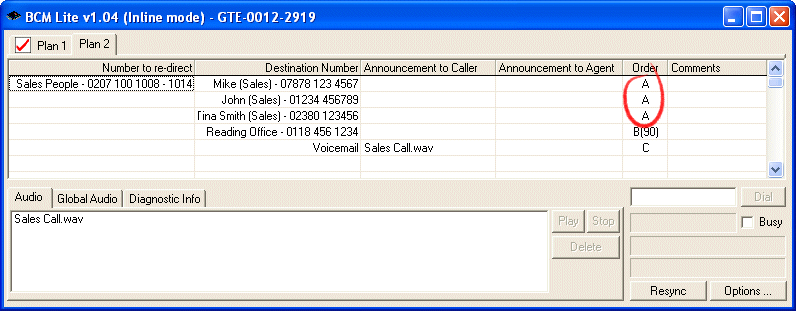 BCM Lite v1.04 (Inline mode) - GTE-0012-2919
Plan 1 Plan 2
Number to re-direct Destination Number Announcement to Caller Announcement to Agent Order Comments
Sales People - 0207 100 1008 - 1014 Mike (Sales) - 07878 123 4567 A
John (Sales) - 01234 456789 A
Tina Smith (Sales) - 02380 123456 A
Reading Office - 0118 456 1234 B(90)
Voicemail Sales Call.wav C
Audio Global Audio Diagnostic Info
Dial
Sales Call.wav Play Stop Busy
Delete
Resync Options ...